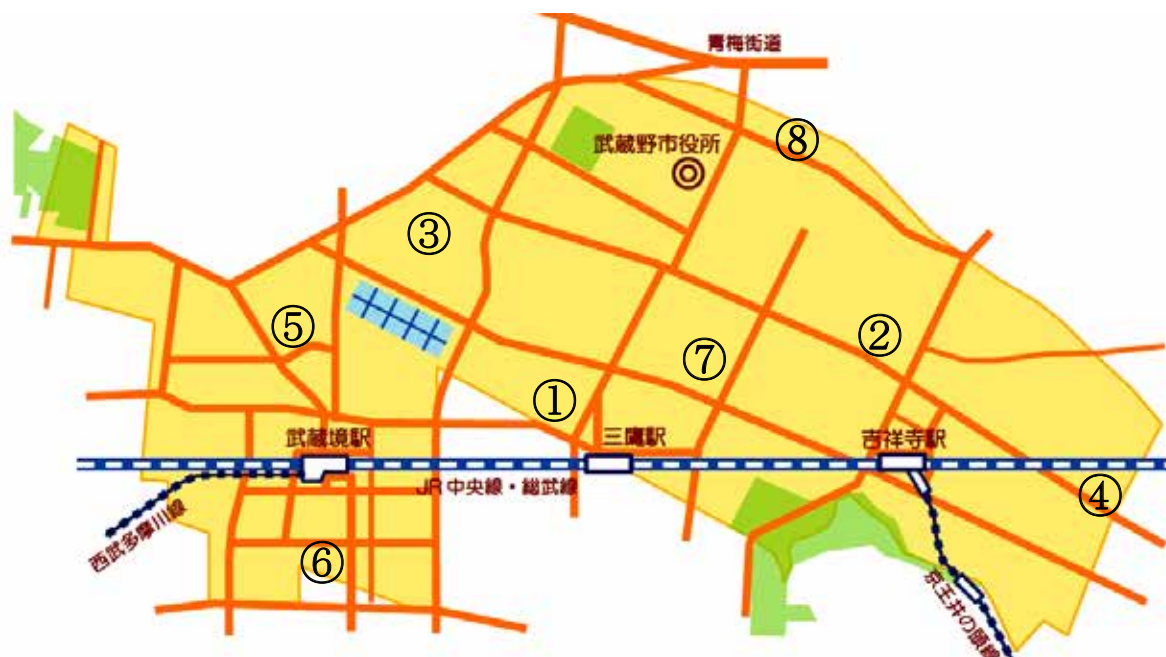 青梅街道
武蔵野市役所
⑧
③
⑤
②
⑦
①
武蔵境駅
三鷹駅
吉祥寺駅
JR中央線・総武線
④
西武多摩川線
⑥
京王井の頭線